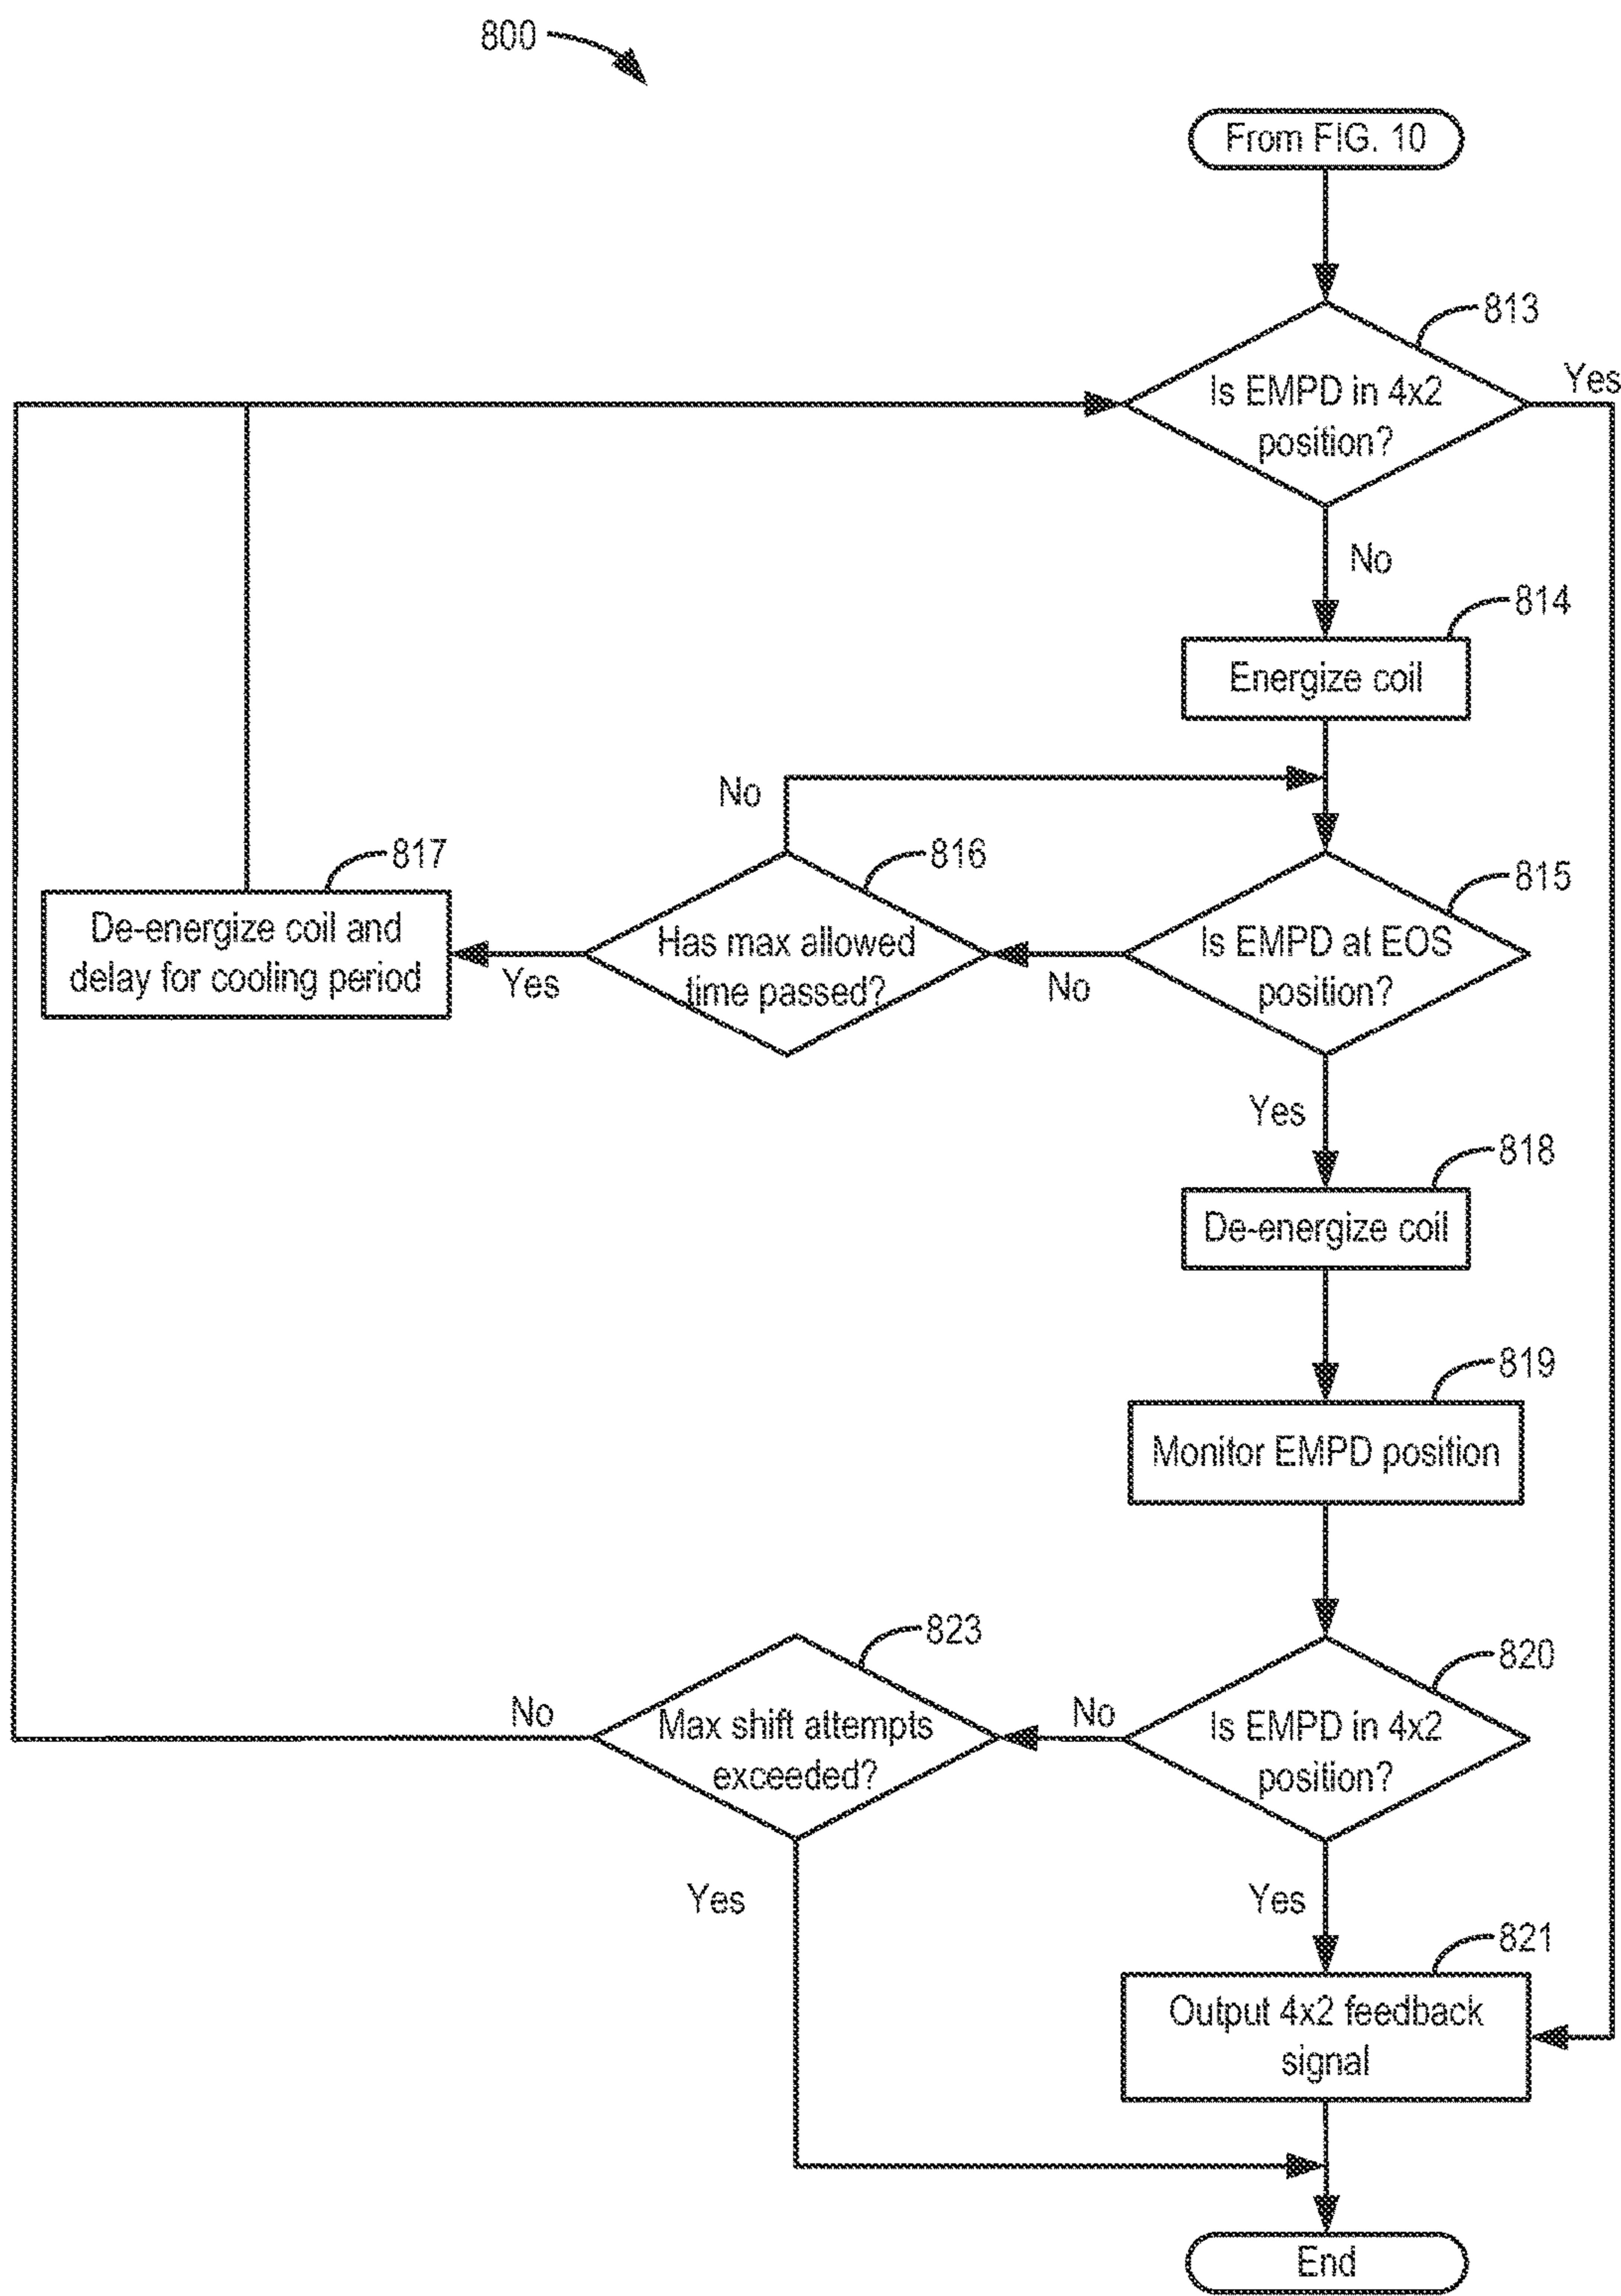 800
From FIG. 10
813
Is EMPD in 4x2
position?
Yes
No
814
Energize coil
No
817
De-energize coil and
delay for cooling period
Yes
816
Has max allowed
time passed?
No
815
Is EMPD at EOS
position?
Yes
818
De-energize coil
819
Monitor EMPD position
823
No
Max shift attempts
exceeded?
No
820
Is EMPD in 4x2
position?
Yes
Yes
821
Output 4x2 feedback
signal
End